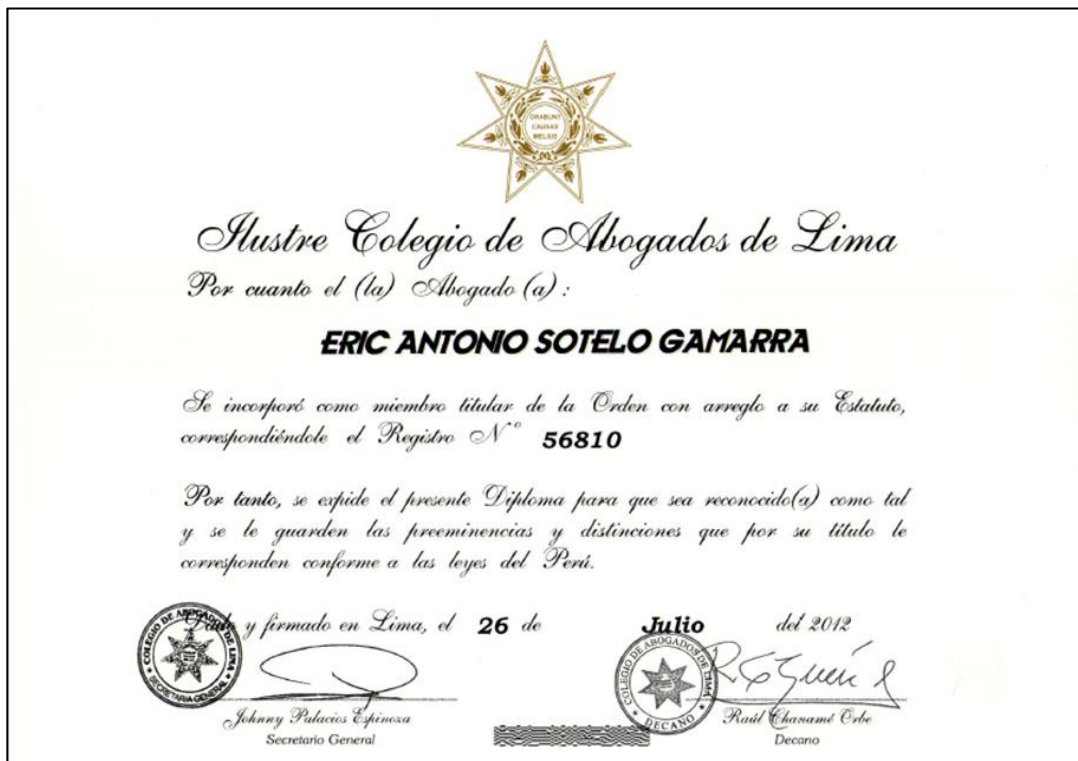 ORABUNT
CAUSAS
MELIUS
Ilustre Colegio de Abogados de Lima
Por cuanto el (la) Abogado (a) :
ERIC ANTONIO SOTELO GAMARRA
Se incorporó como miembro titular de la Orden con arreglo a su Estatuto,
correspondiéndole el Registro N° 56810
Por tanto, se expide el presente Diploma para que sea reconocido(a) como tal
y se le guarden las preeminencias y distinciones que por su título le
corresponden conforme a las leyes del Perú.
y firmado en Lima, el 26 de Julio del 2012
COLEGIO DE ABOGADOS DE LIMA
SECRETARIA GENERAL
COLEGIO DE ABOGADOS DE LIMA
DECANO
Johnny Palacios Espinoza
Secretario General
Raúl Chanamé Orbe
Decano